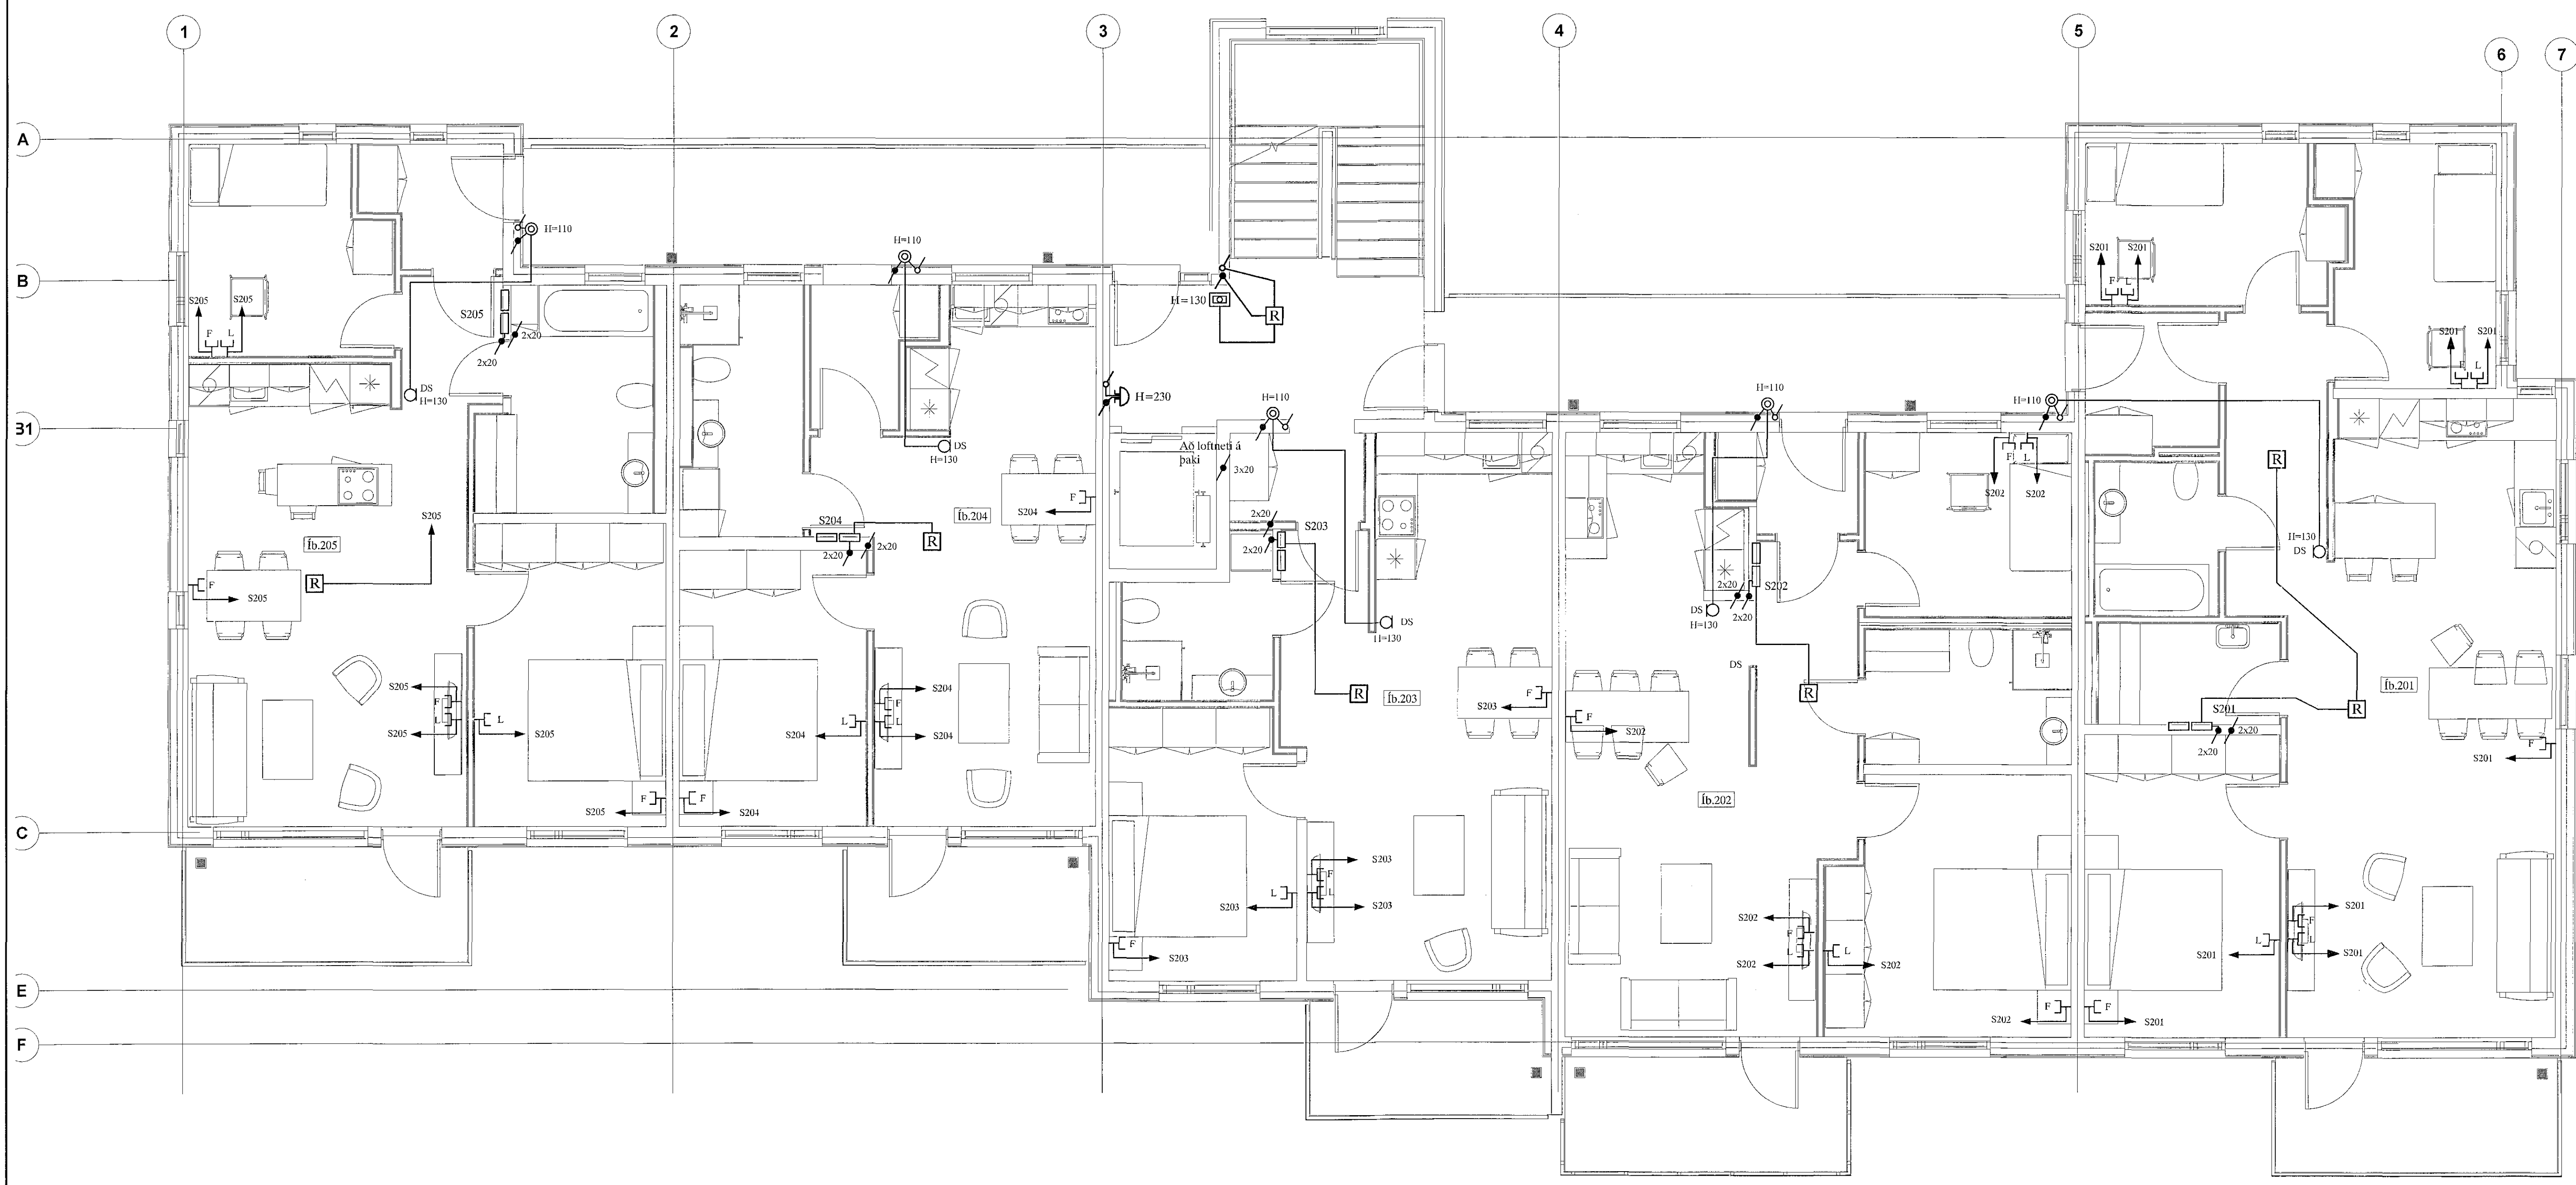 1
2
3
4
5
6
7
A
B
B1
C
E
F
H=110
H=110
S205
S205
F
L
S205
2x20
2x20
DS
H=130
S205
Íb.205
R
F
S205
S205
F
L
S205
L
S205
F
S205
DS
H=130
S204
2x20
2x20
R
Íb.204
F
S204
S204
F
L
S204
L
S204
F
S204
H=130
R
H=230
H=110
Að loftneti á
þaki
3x20
2x20
2x20
S203
DS
H=130
R
Íb.203
F
S203
S203
F
L
S203
L
S203
F
S203
H=110
H=110
F
L
S202
S202
2x20
2x20
S202
DS
H=130
DS
R
F
S202
Íb.202
S202
F
L
S202
L
S202
F
S202
S201
S201
F
L
S201
S201
F
L
R
H=130
DS
Íb.201
R
S201
2x20
2x20
F
S201
S201
F
L
S201
L
S201
F
S201